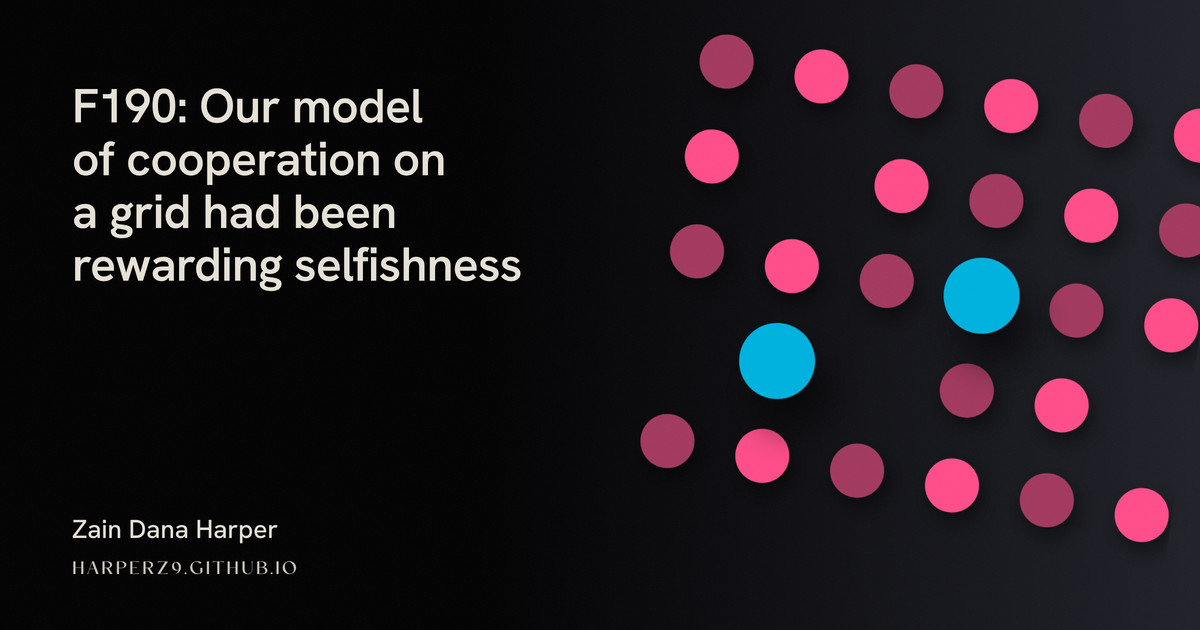 F190: Our model
of cooperation on
a grid had been
rewarding selfishness
Zain Dana Harper
HARPERZ9.GITHUB.IO